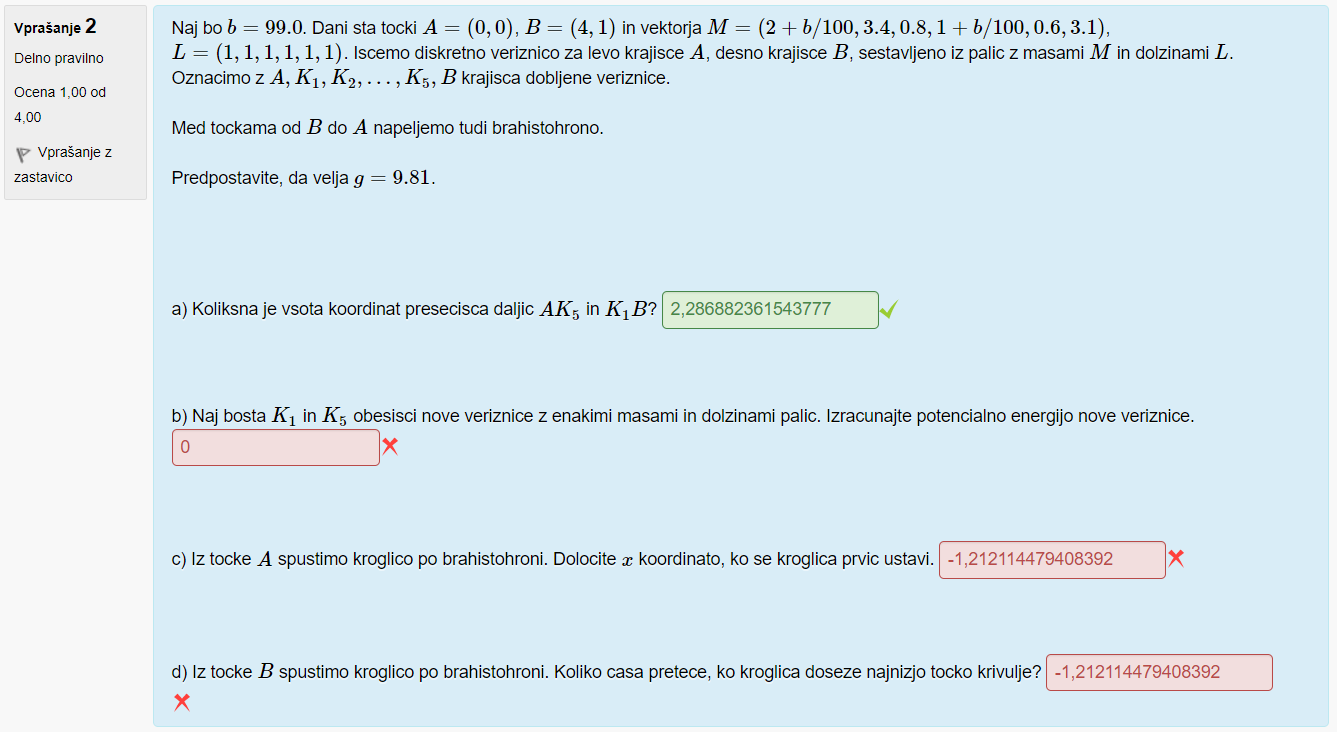 Vprašanje 2
Delno pravilno
Ocena 1,00 od
4,00
Vprašanje z
zastavico
Naj bo b = 99.0. Dani sta tocki A = (0, 0), B = (4, 1) in vektorja M = (2 + b/100, 3.4, 0.8, 1 + b/100, 0.6, 3.1),
L = (1, 1, 1, 1, 1, 1). Iscemo diskretno veriznico za levo krajisce A, desno krajisce B, sestavljeno iz palic z masami M in dolzinami L.
Oznacimo z A, K₁, K₂, . . . , K₅, B krajisca dobljene veriznice.
Med tockama od B do A napeljemo tudi brahistohrono.
Predpostavite, da velja g = 9.81.
a) Koliksna je vsota koordinat presecisca daljic AK₅ in K₁B? 2,286882361543777
b) Naj bosta K₁ in K₅ obesisci nove veriznice z enakimi masami in dolzinami palic. Izracunajte potencialno energijo nove veriznice.
0
c) Iz tocke A spustimo kroglico po brahistohroni. Dolocite x koordinato, ko se kroglica prvic ustavi. -1,212114479408392
d) Iz tocke B spustimo kroglico po brahistohroni. Koliko casa pretece, ko kroglica doseze najnizjo tocko krivulje? -1,212114479408392